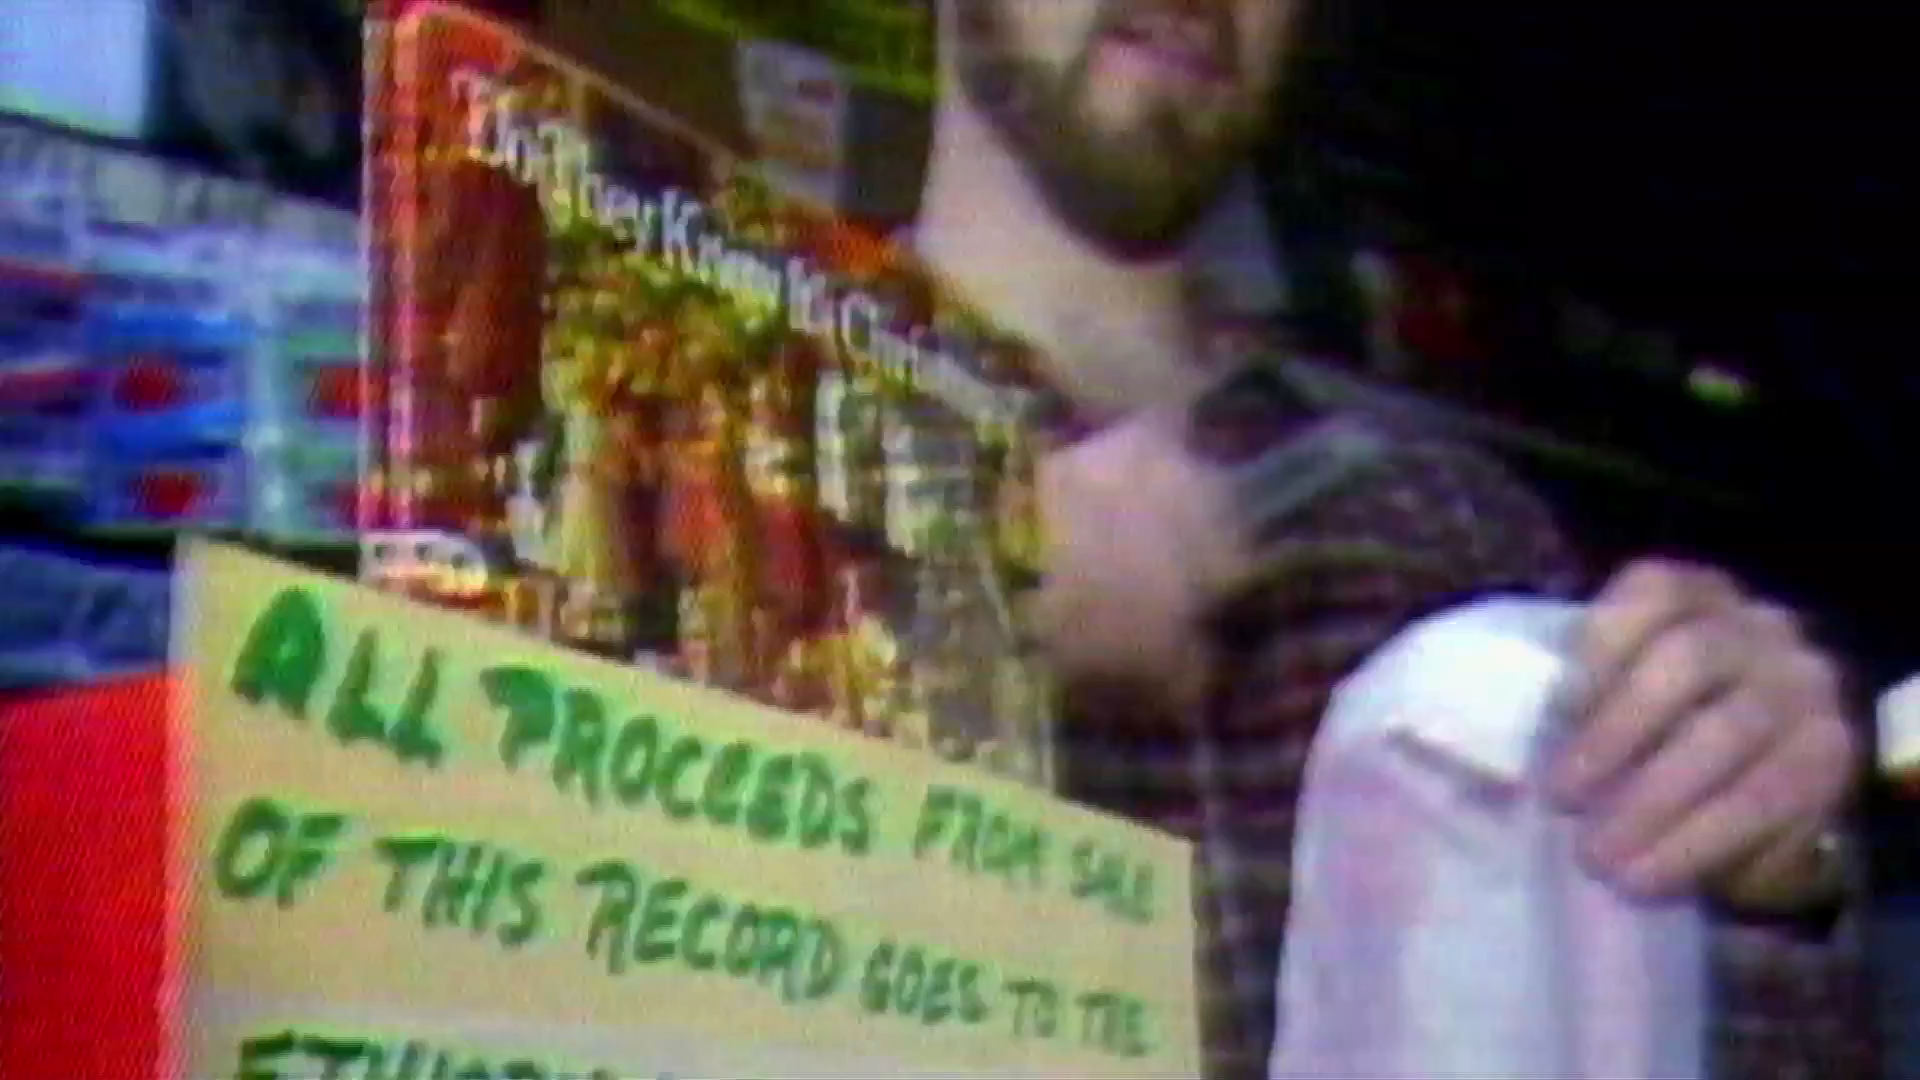 Do They Know It's Christmas
ALL PROCEEDS FROM SALE
OF THIS RECORD GOES TO THE